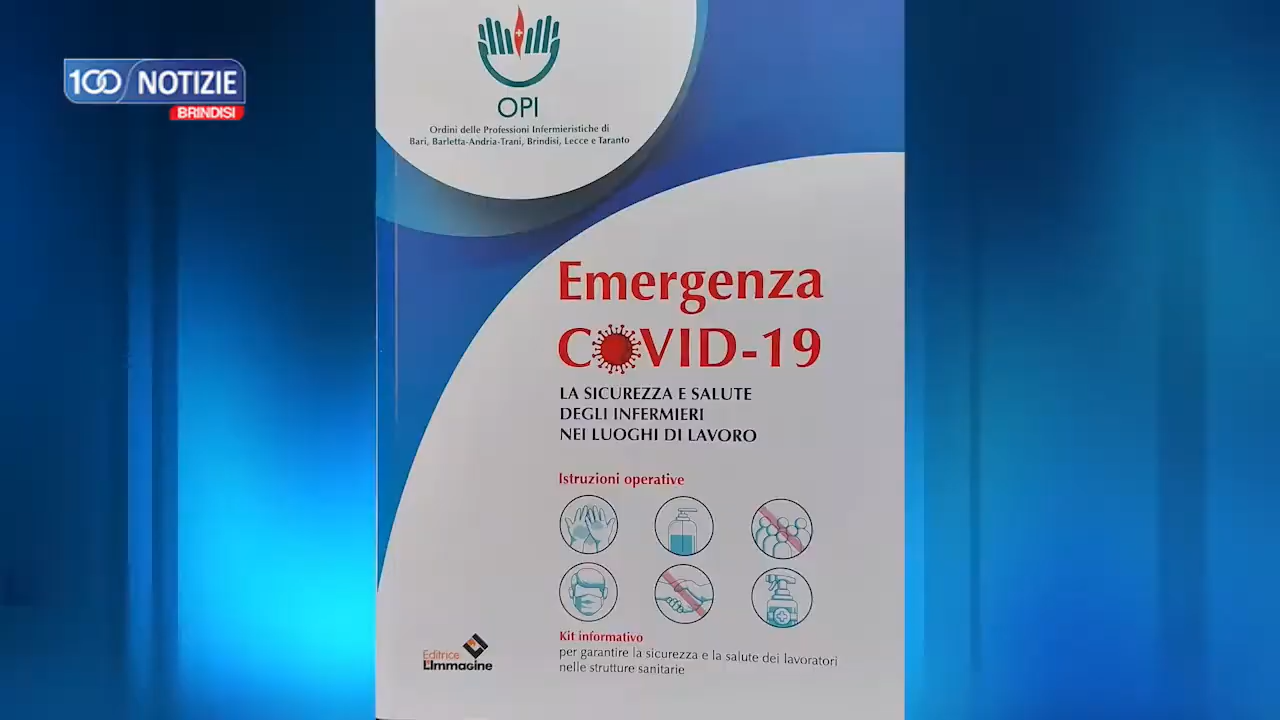 100 NOTIZIE
BRINDISI
OPI
Ordini delle Professioni Infermieristiche di
Bari, Barletta-Andria-Trani, Brindisi, Lecce e Taranto
Emergenza
COVID-19
LA SICUREZZA E SALUTE
DEGLI INFERMIERI
NEI LUOGHI DI LAVORO
Istruzioni operative
Kit informativo
per garantire la sicurezza e la salute dei lavoratori
nelle strutture sanitarie
Editrice
L'Immagine